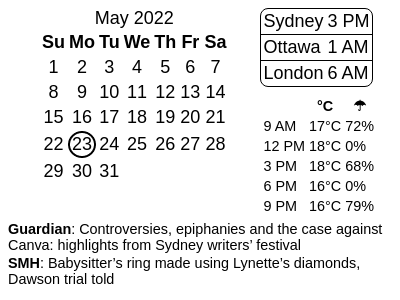 May 2022
Su Mo Tu We Th Fr Sa
1 2 3 4 5 6 7
8 9 10 11 12 13 14
15 16 17 18 19 20 21
22 23 24 25 26 27 28
29 30 31
Sydney 3 PM
Ottawa 1 AM
London 6 AM
°C ☂
9 AM 17°C 72%
12 PM 18°C 0%
3 PM 18°C 68%
6 PM 16°C 0%
9 PM 16°C 79%
Guardian: Controversies, epiphanies and the case against
Canva: highlights from Sydney writers’ festival
SMH: Babysitter’s ring made using Lynette’s diamonds,
Dawson trial told